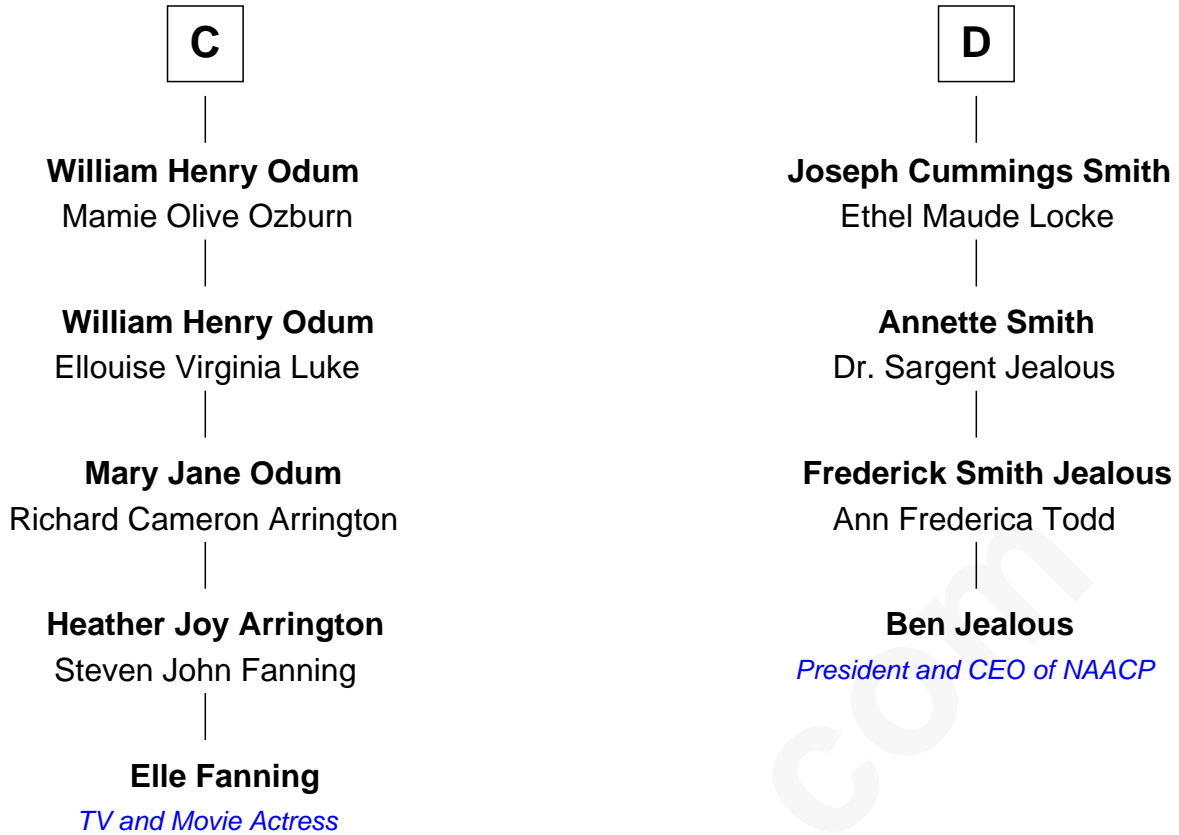 C
William Henry Odum
Mamie Olive Ozburn
William Henry Odum
Ellouise Virginia Luke
Mary Jane Odum
Richard Cameron Arrington
Heather Joy Arrington
Steven John Fanning
Elle Fanning
TV and Movie Actress
D
Joseph Cummings Smith
Ethel Maude Locke
Annette Smith
Dr. Sargent Jealous
Frederick Smith Jealous
Ann Frederica Todd
Ben Jealous
President and CEO of NAACP
com